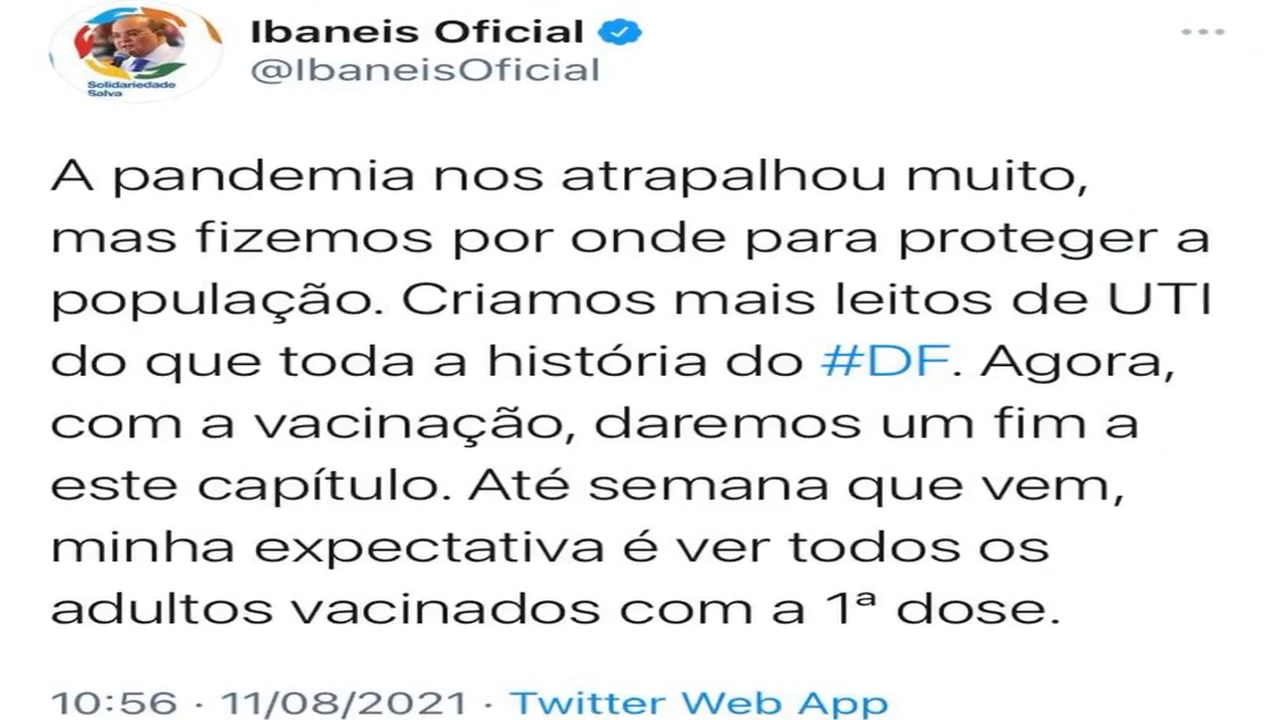 Ibaneis Oficial
@IbaneisOficial
Solidariedade
Salva
A pandemia nos atrapalhou muito,
mas fizemos por onde para proteger a
população. Criamos mais leitos de UTI
do que toda a história do #DF. Agora,
com a vacinação, daremos um fim a
este capítulo. Até semana que vem,
minha expectativa é ver todos os
adultos vacinados com a 1ª dose.
10:56 · 11/08/2021 · Twitter Web App